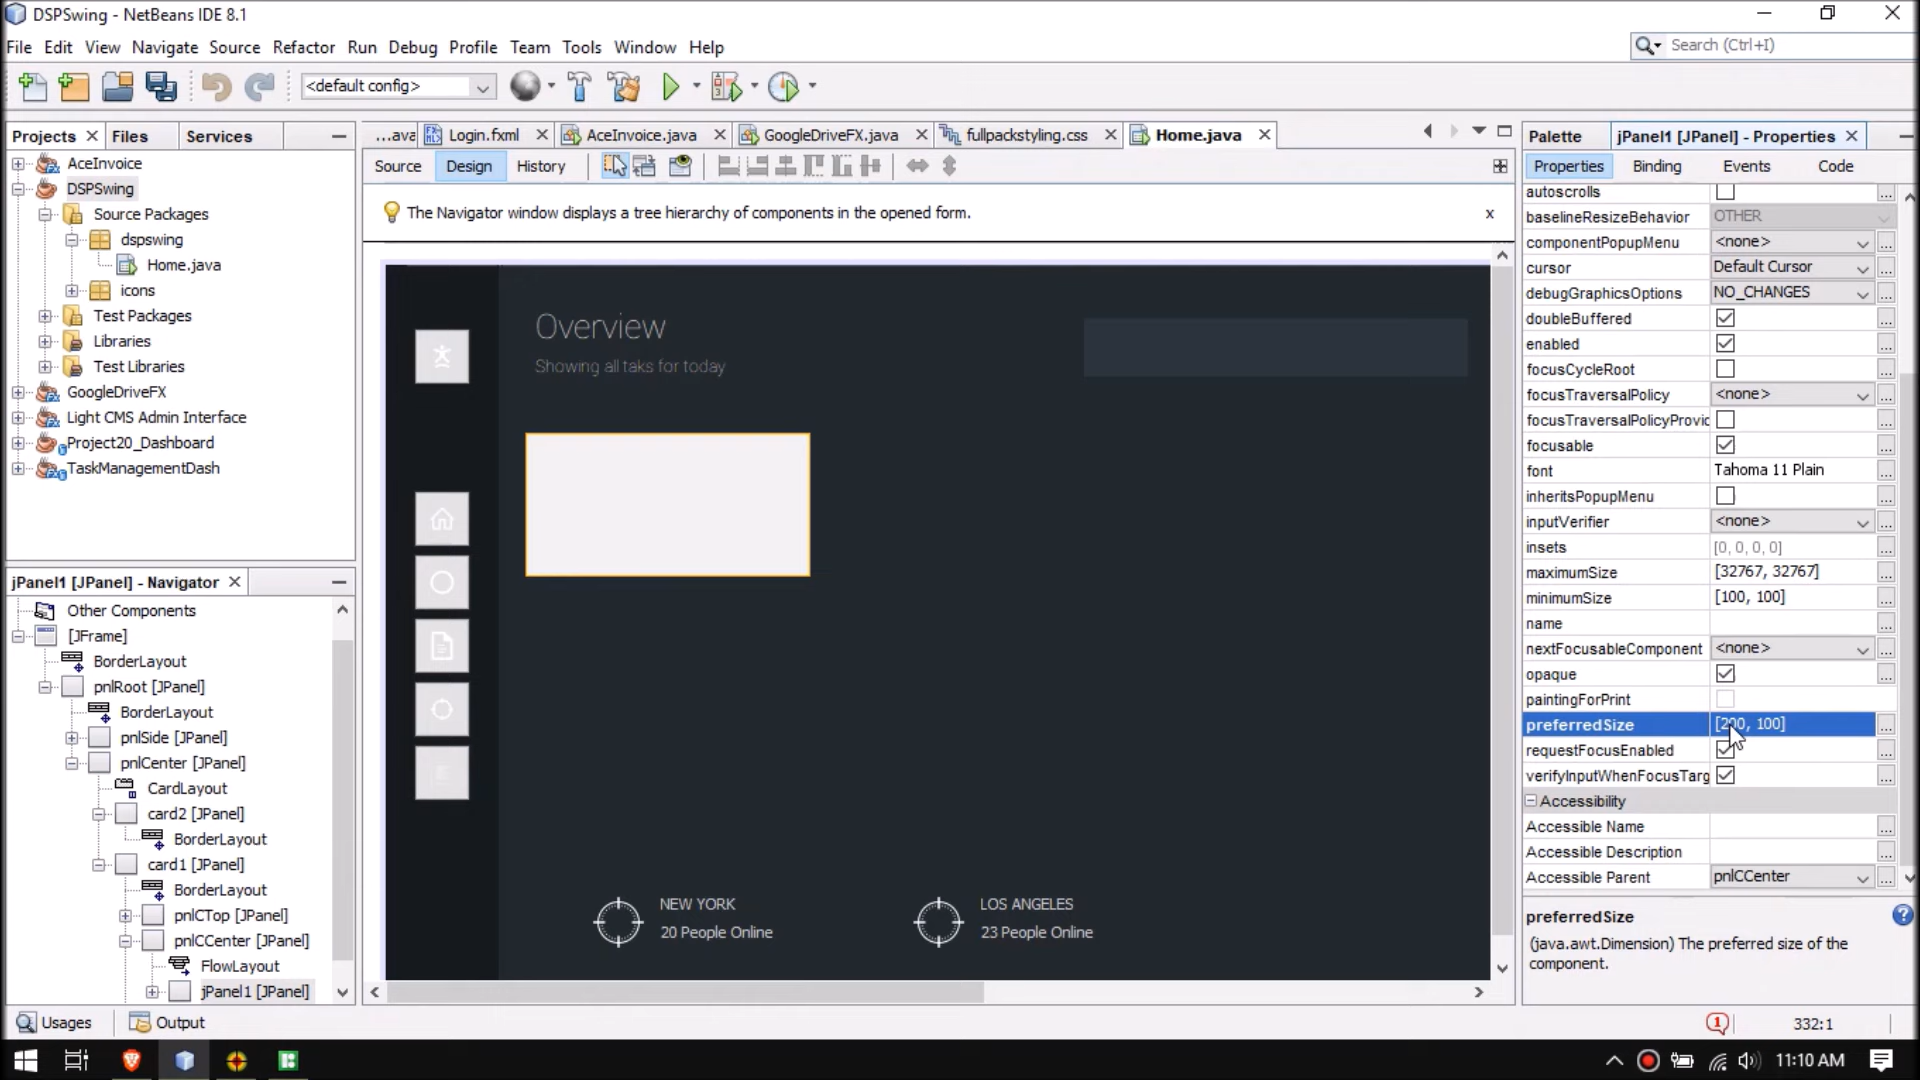 DSPSwing - NetBeans IDE 8.1
File Edit View Navigate Source Refactor Run Debug Profile Team Tools Window Help
Search (Ctrl+I)
<default config>
Projects Files Services
AceInvoice
DSPSwing
Source Packages
dspswing
Home.java
icons
Test Packages
Libraries
Test Libraries
GoogleDriveFX
Light CMS Admin Interface
Project20_Dashboard
TaskManagementDash
jPanel1 [JPanel] - Navigator
Other Components
[JFrame]
BorderLayout
pnlRoot [JPanel]
BorderLayout
pnlSide [JPanel]
pnlCenter [JPanel]
CardLayout
card2 [JPanel]
BorderLayout
card1 [JPanel]
BorderLayout
pnlCTop [JPanel]
pnlCCenter [JPanel]
FlowLayout
jPanel1 [JPanel]
...ava Login.fxml AceInvoice.java GoogleDriveFX.java fullpackstyling.css Home.java
Source Design History
The Navigator window displays a tree hierarchy of components in the opened form.
x
Overview
Showing all taks for today
NEW YORK
20 People Online
LOS ANGELES
23 People Online
Palette jPanel1 [JPanel] - Properties
Properties Binding Events Code
autoscrolls
baselineResizeBehavior OTHER
componentPopupMenu <none>
cursor Default Cursor
debugGraphicsOptions NO_CHANGES
doubleBuffered
enabled
focusCycleRoot
focusTraversalPolicy <none>
focusTraversalPolicyProvic
focusable
font Tahoma 11 Plain
inheritsPopupMenu
inputVerifier <none>
insets [0, 0, 0, 0]
maximumSize [32767, 32767]
minimumSize [100, 100]
name
nextFocusableComponent <none>
opaque
paintingForPrint
preferredSize [200, 100]
requestFocusEnabled
verifyInputWhenFocusTarg
Accessibility
Accessible Name
Accessible Description
Accessible Parent pnlCCenter
preferredSize
(java.awt.Dimension) The preferred size of the
component.
Usages Output
332:1
11:10 AM